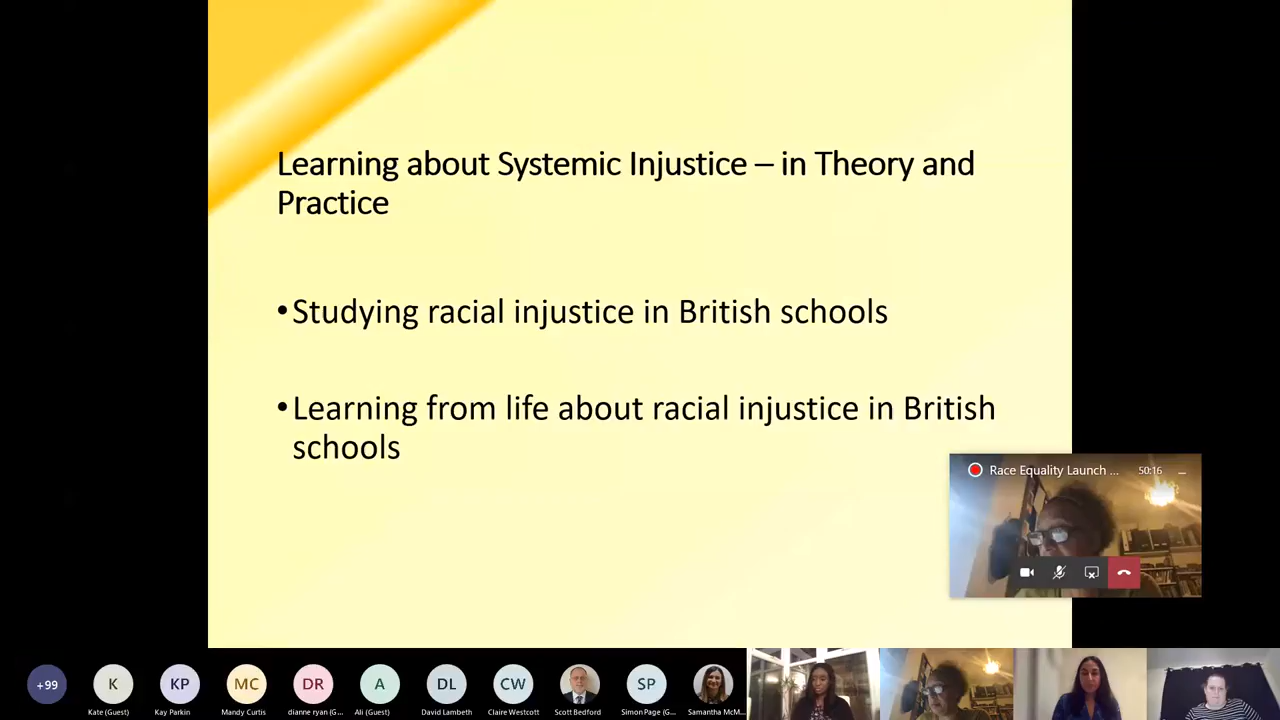 Learning about Systemic Injustice – in Theory and
Practice
•Studying racial injustice in British schools
•Learning from life about racial injustice in British
schools
Race Equality Launch ...
50:16
+99
K
KP
MC
DR
A
DL
CW
SP
Kate (Guest)
Kay Parkin
Mandy Curtis
dianne ryan (G...
Ali (Guest)
David Lambeth
Claire Westcott
Scott Bedford
Simon Page (G...
Samantha McM...